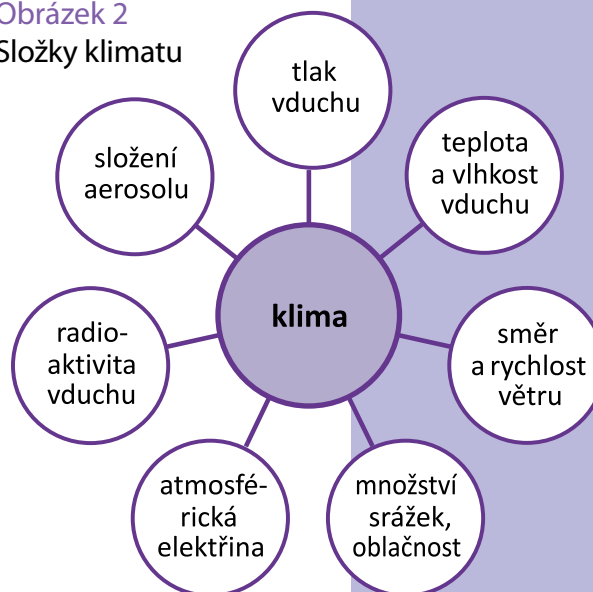 Obrázek 2
Složky klimatu
tlak
vduchu
teplota
a vlhkost
vduchu
směr
a rychlost
větru
množství
srážek,
oblačnost
atmosfé-
rická
elektřina
radio-
aktivita
vduchu
složení
aerosolu
klima